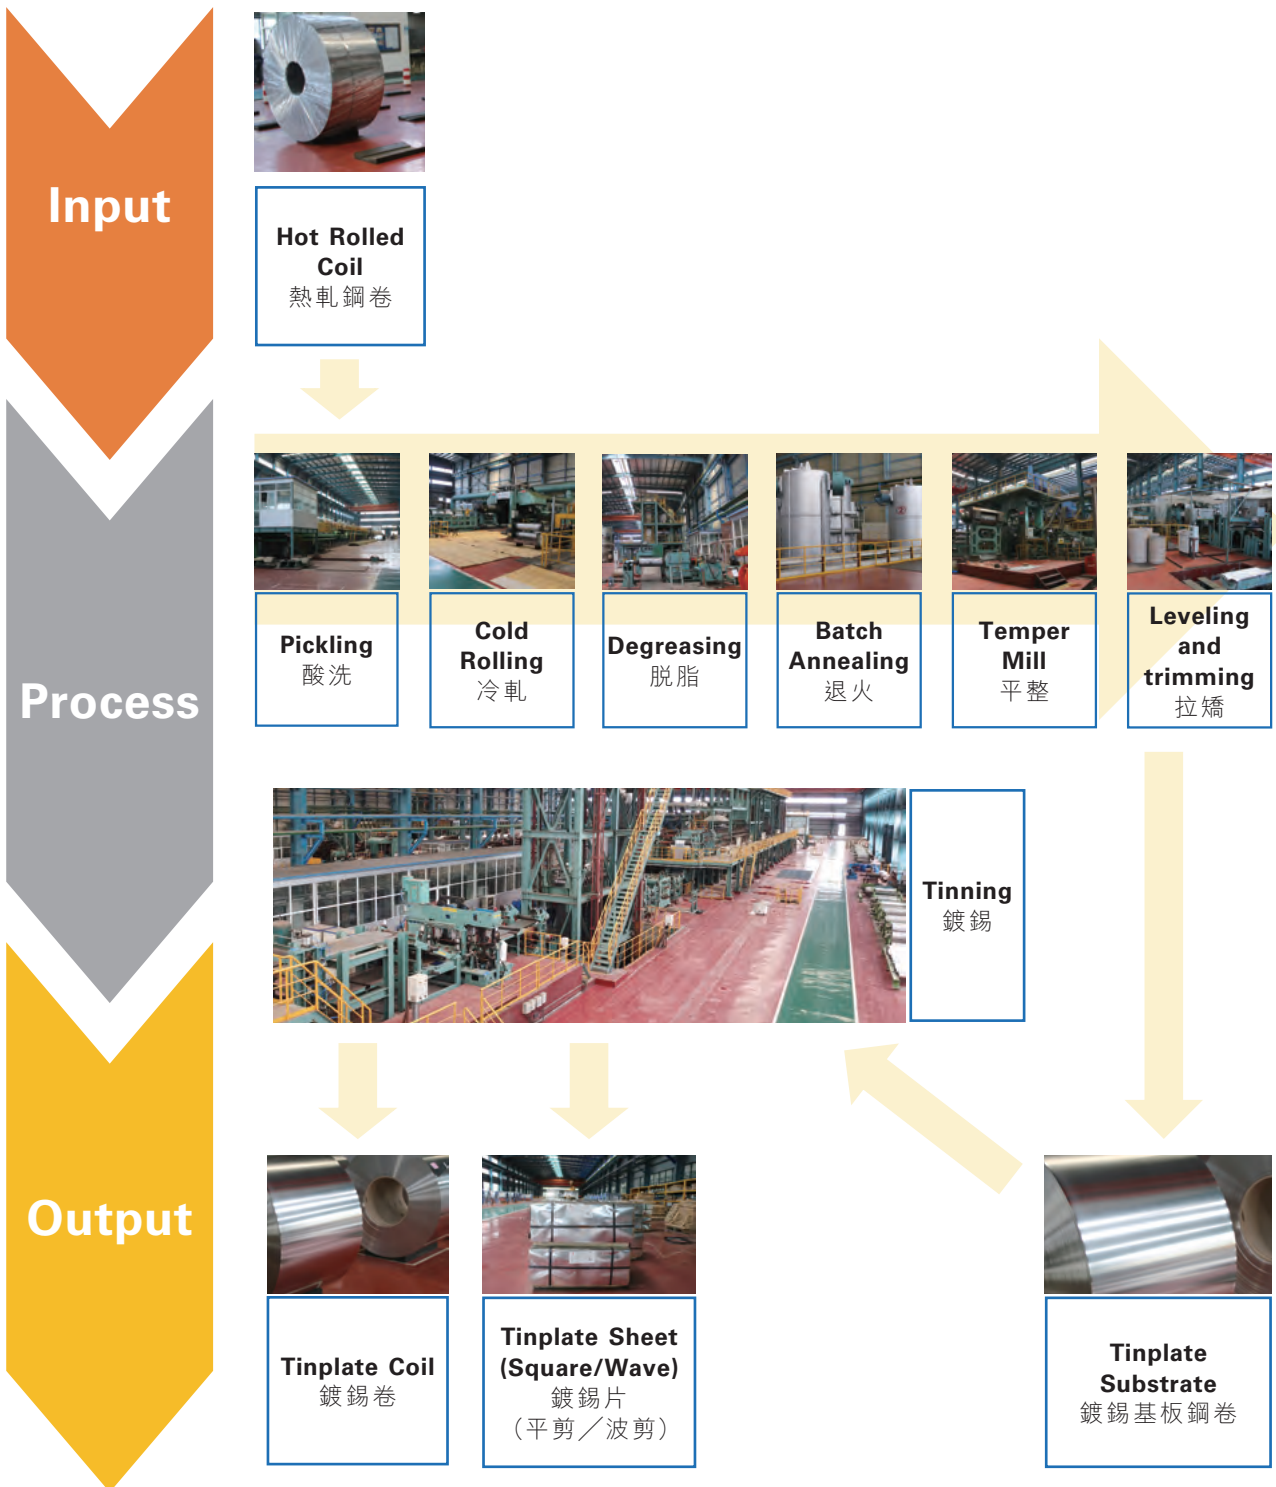 Input
Hot Rolled
Coil
熱軋鋼卷
Process
Pickling
酸洗
Cold
Rolling
冷軋
Degreasing
脱脂
Batch
Annealing
退火
Temper
Mill
平整
Leveling
and
trimming
拉矯
Tinning
鍍錫
Output
Tinplate Coil
鍍錫卷
Tinplate Sheet
(Square/Wave)
鍍錫片
（平剪／波剪）
Tinplate
Substrate
鍍錫基板鋼卷